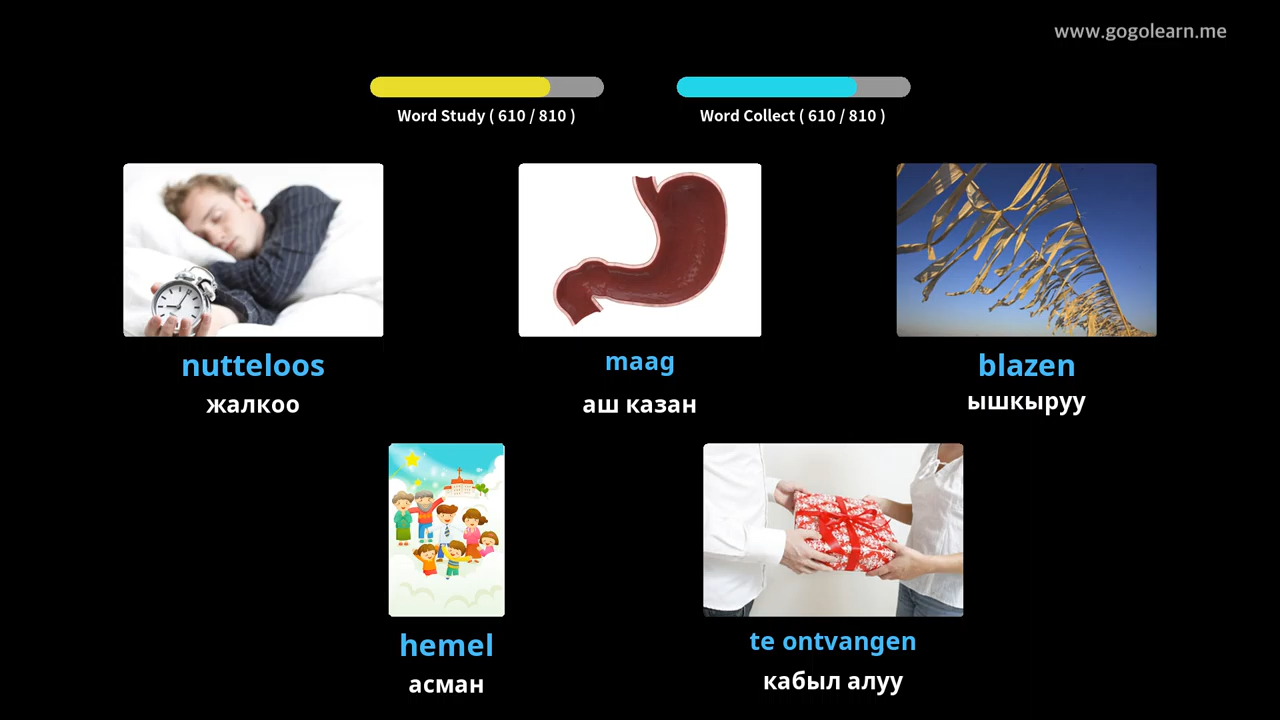 www.gogolearn.me
Word Study ( 610 / 810 )
Word Collect ( 610 / 810 )
nutteloos
жалкоо
maag
аш казан
blazen
ышкыруу
hemel
асман
te ontvangen
кабыл алуу